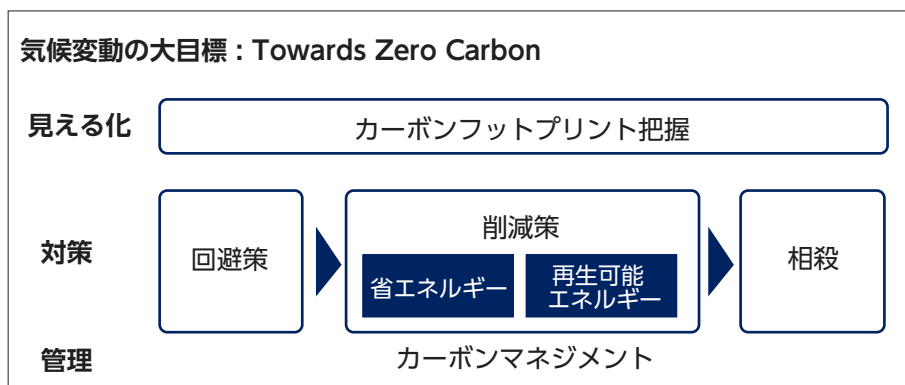 気候変動の大目標：Towards Zero Carbon
見える化
カーボンフットプリント把握
対策
回避策
削減策
省エネルギー
再生可能
エネルギー
相殺
管理
カーボンマネジメント